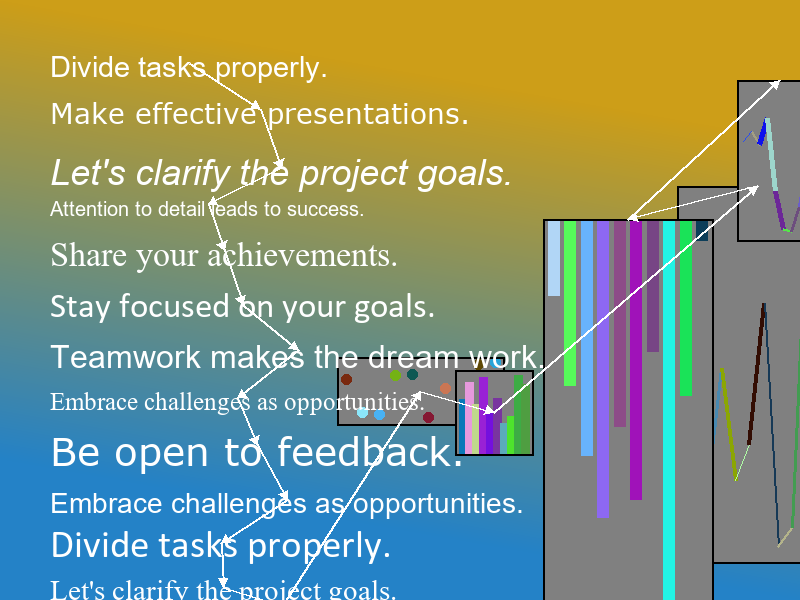 Divide tasks properly.
Make effective presentations.
Let's clarify the project goals.
Attention to detail leads to success.
Share your achievements.
Stay focused on your goals.
Teamwork makes the dream work.
Embrace challenges as opportunities.
Be open to feedback.
Embrace challenges as opportunities.
Divide tasks properly.
Let's clarify the project goals.